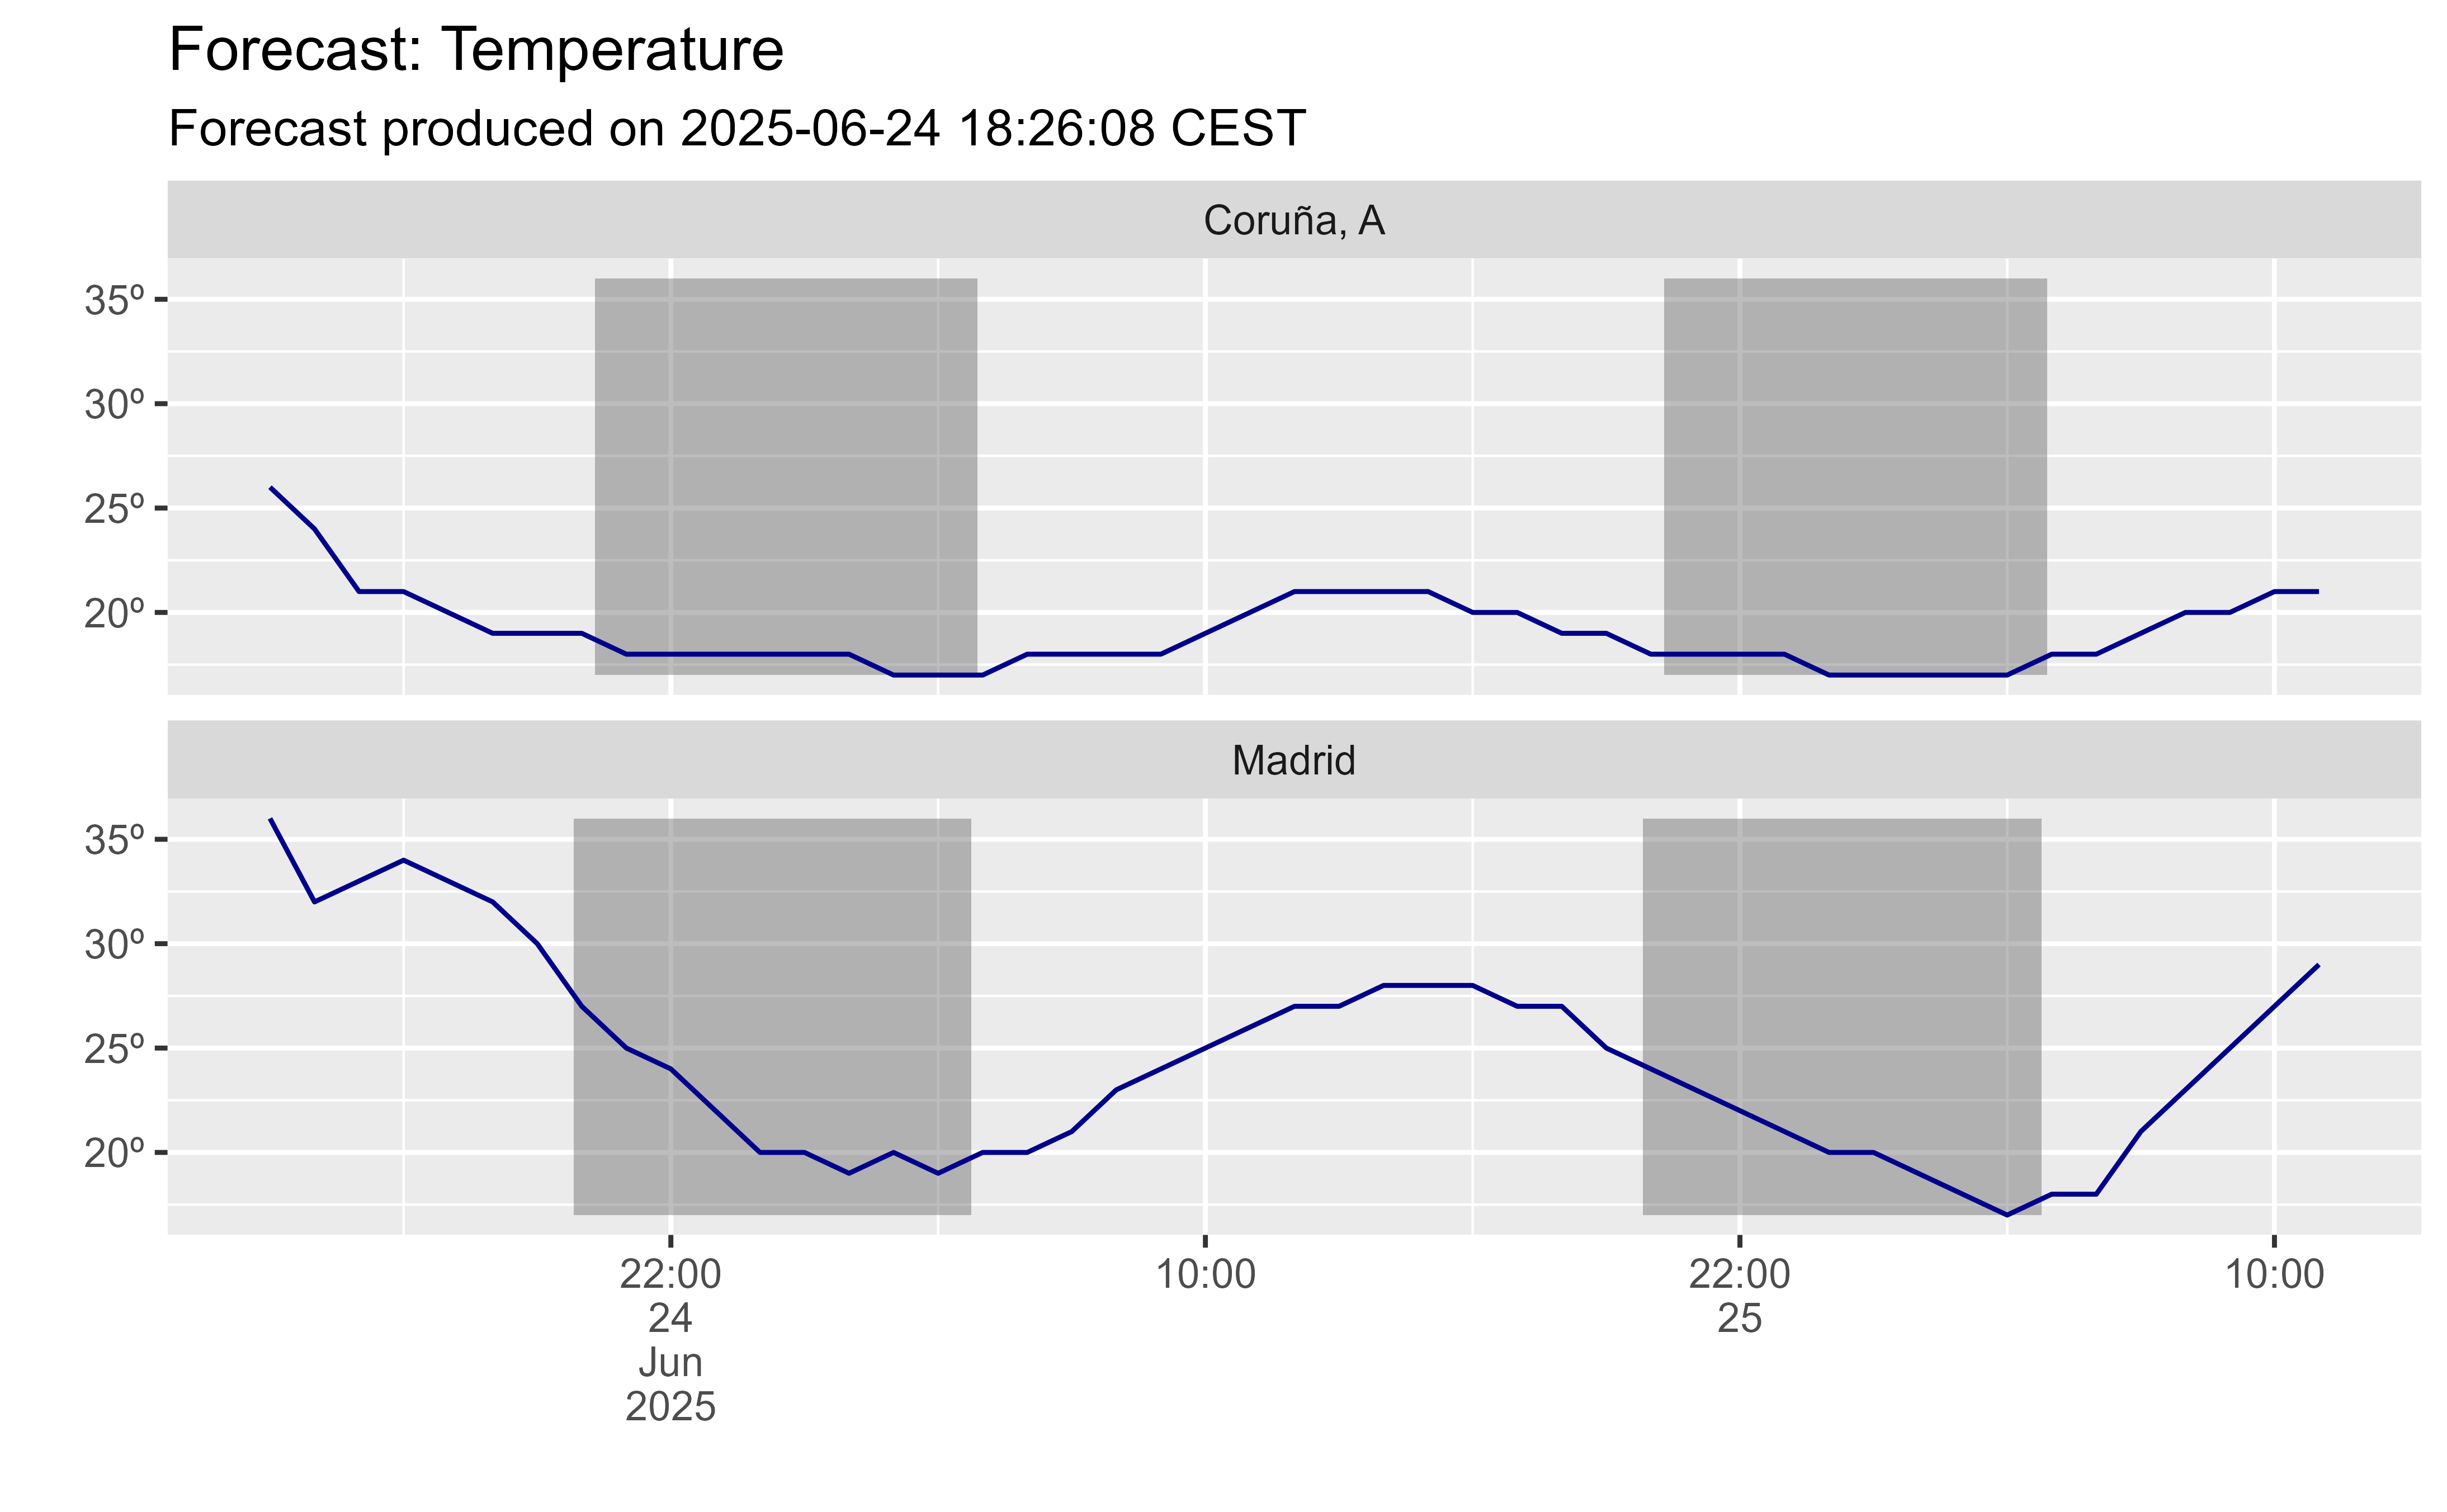 Forecast: Temperature
Forecast produced on 2025-06-24 18:26:08 CEST
Coruña, A
35º
30º
25º
20º
Madrid
35º
30º
25º
20º
22:00 10:00 22:00 10:00
24 25
Jun
2025